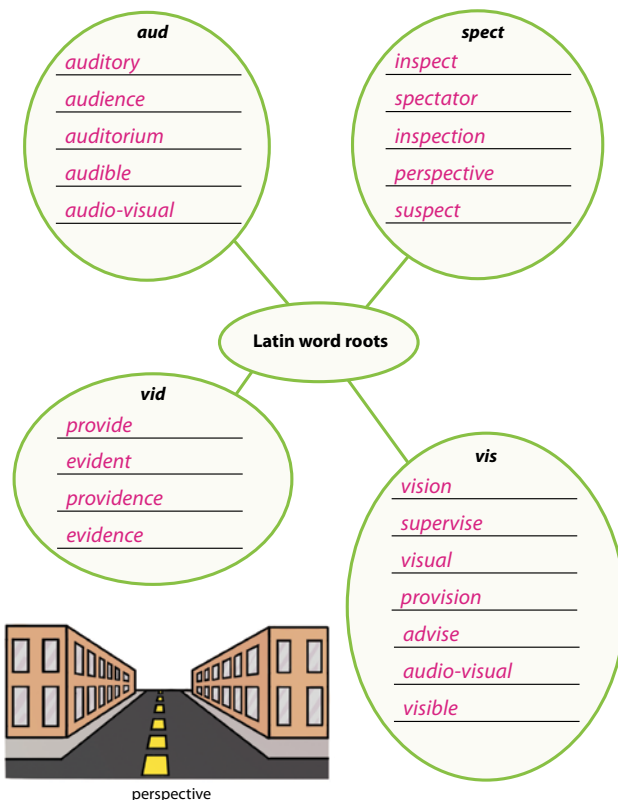 aud
auditory
audience
auditorium
audible
audio-visual
spect
inspect
spectator
inspection
perspective
suspect
Latin word roots
vid
provide
evident
providence
evidence
vis
vision
supervise
visual
provision
advise
audio-visual
visible
perspective